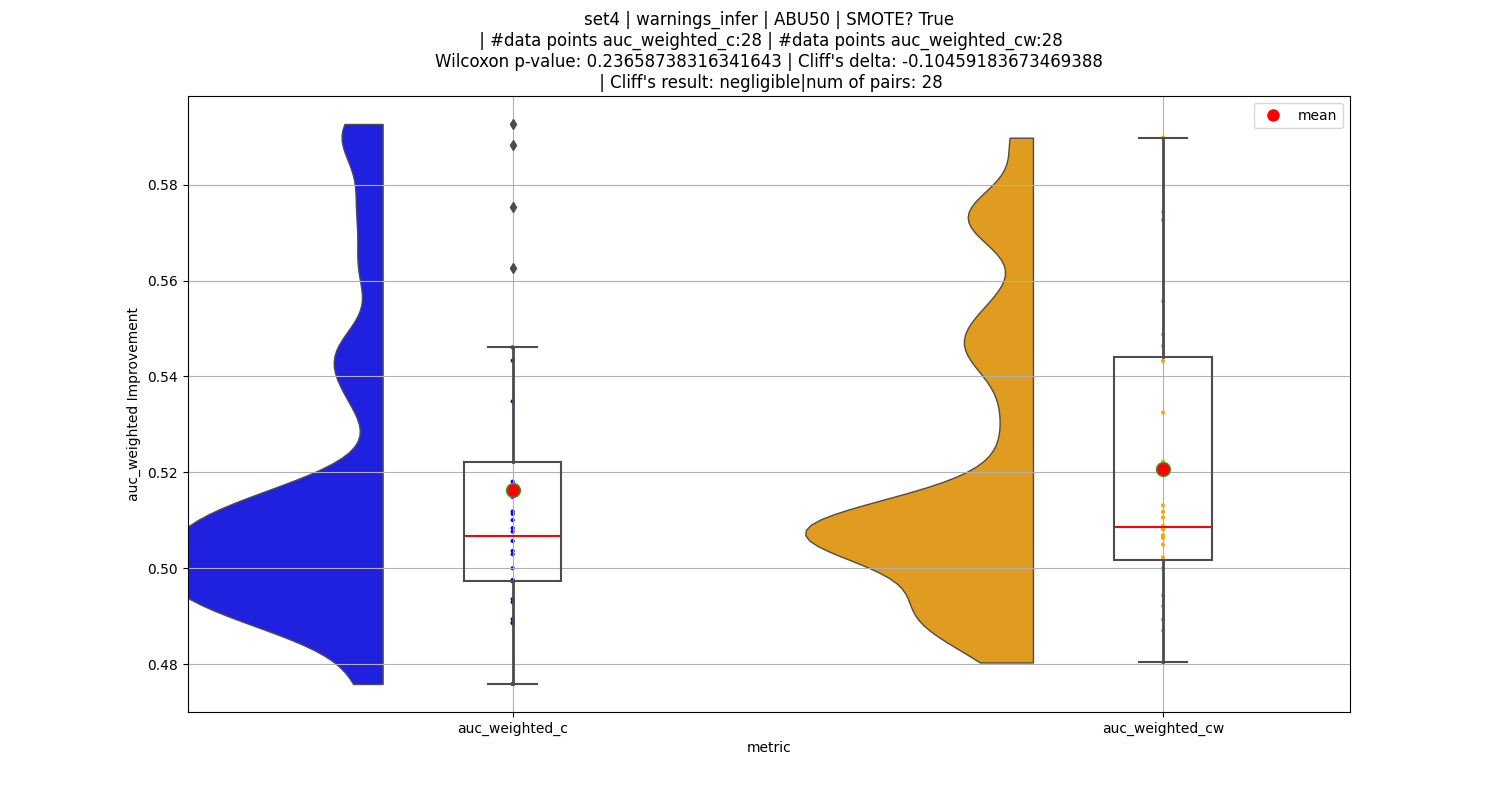 set4 | warnings_infer | ABU50 | SMOTE? True
| #data points auc_weighted_c:28 | #data points auc_weighted_cw:28
Wilcoxon p-value: 0.23658738316341643 | Cliff's delta: -0.10459183673469388
| Cliff's result: negligible|num of pairs: 28
mean
0.58
0.56
0.54
0.52
0.50
0.48
auc_weighted Improvement
auc_weighted_c
auc_weighted_cw
metric